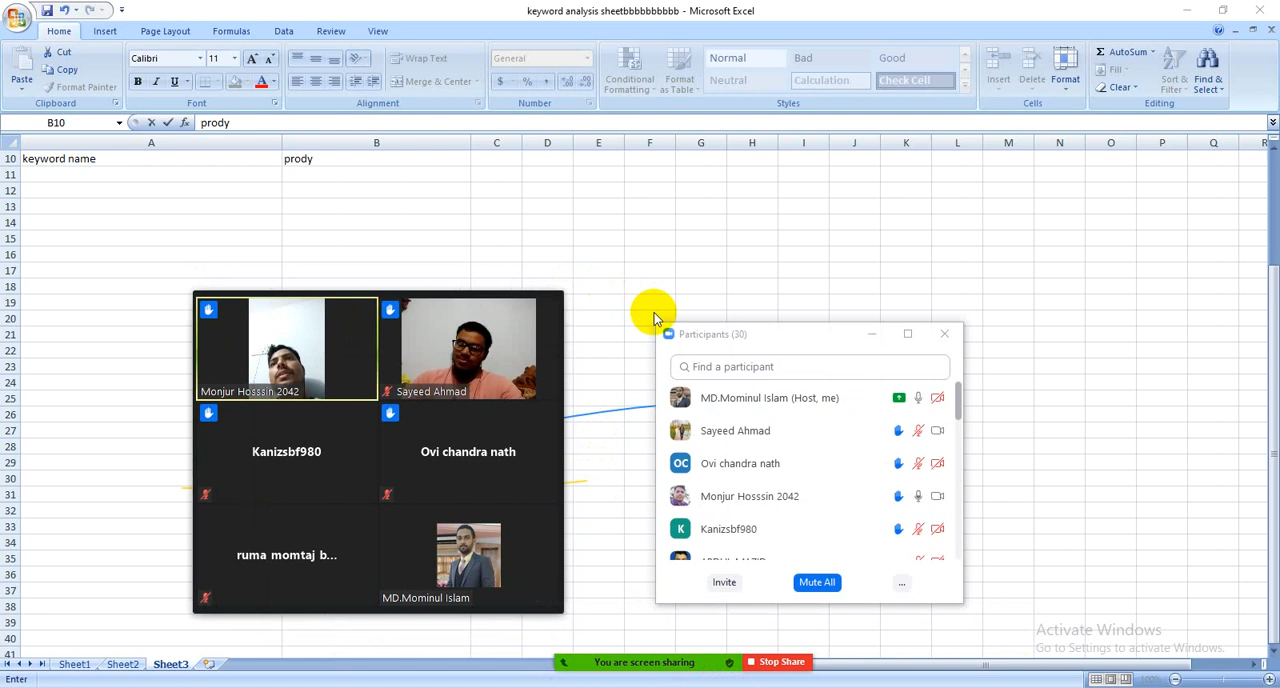 keyword analysis sheetbbbbbbbbbb - Microsoft Excel
Home Insert Page Layout Formulas Data Review View
Paste
Cut
Copy
Format Painter
Clipboard
Calibri 11
B I U
Font
Wrap Text
Merge & Center
Alignment
General
$ % ,
Number
Conditional Formatting
Format as Table
Normal Bad Good
Neutral Calculation Check Cell
Styles
Insert Delete Format
Cells
AutoSum
Fill
Clear
Sort & Filter
Find & Select
Editing
B10 fx prody
A B C D E F G H I J K L M N O P Q R
10 keyword name prody
11
12
13
14
15
16
17
18
19
20
21
22
23
24
25
26
27
28
29
30
31
32
33
34
35
36
37
38
39
40
41
Monjur Hosssin 2042
Sayeed Ahmad
Kanizsbf980
Ovi chandra nath
ruma momtaj b...
MD.Mominul Islam
Participants (30)
Find a participant
MD.Mominul Islam (Host, me)
Sayeed Ahmad
OC Ovi chandra nath
Monjur Hosssin 2042
K Kanizsbf980
Invite Mute All ...
Activate Windows
Go to Settings to activate Windows.
Sheet1 Sheet2 Sheet3
You are screen sharing Stop Share
Enter